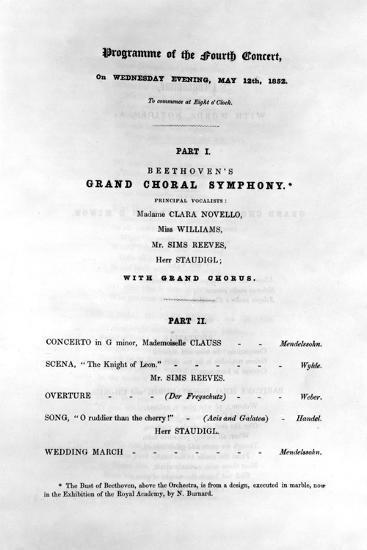 Programme of the Fourth Concert,
On WEDNESDAY EVENING, MAY 12th, 1852.
To commence at Eight o'Clock.
PART I.
BEETHOVEN'S
GRAND CHORAL SYMPHONY.*
PRINCIPAL VOCALISTS:
Madame CLARA NOVELLO,
Miss WILLIAMS,
Mr. SIMS REEVES,
Herr STAUDIGL;
WITH GRAND CHORUS.
PART II.
CONCERTO in G minor, Mademoiselle CLAUSS - - Mendelssohn.
SCENA, "The Knight of Leon." - - - - - Wylde.
Mr. SIMS REEVES.
OVERTURE - - - (Der Freyschutz) - - - Weber.
SONG, "O ruddier than the cherry!" - (Acis and Galatea) - Handel.
Herr STAUDIGL.
WEDDING MARCH - - - - - - - - Mendelssohn.
* The Bust of Beethoven, above the Orchestra, is from a design, executed in marble, now
in the Exhibition of the Royal Academy, by N. Burnard.